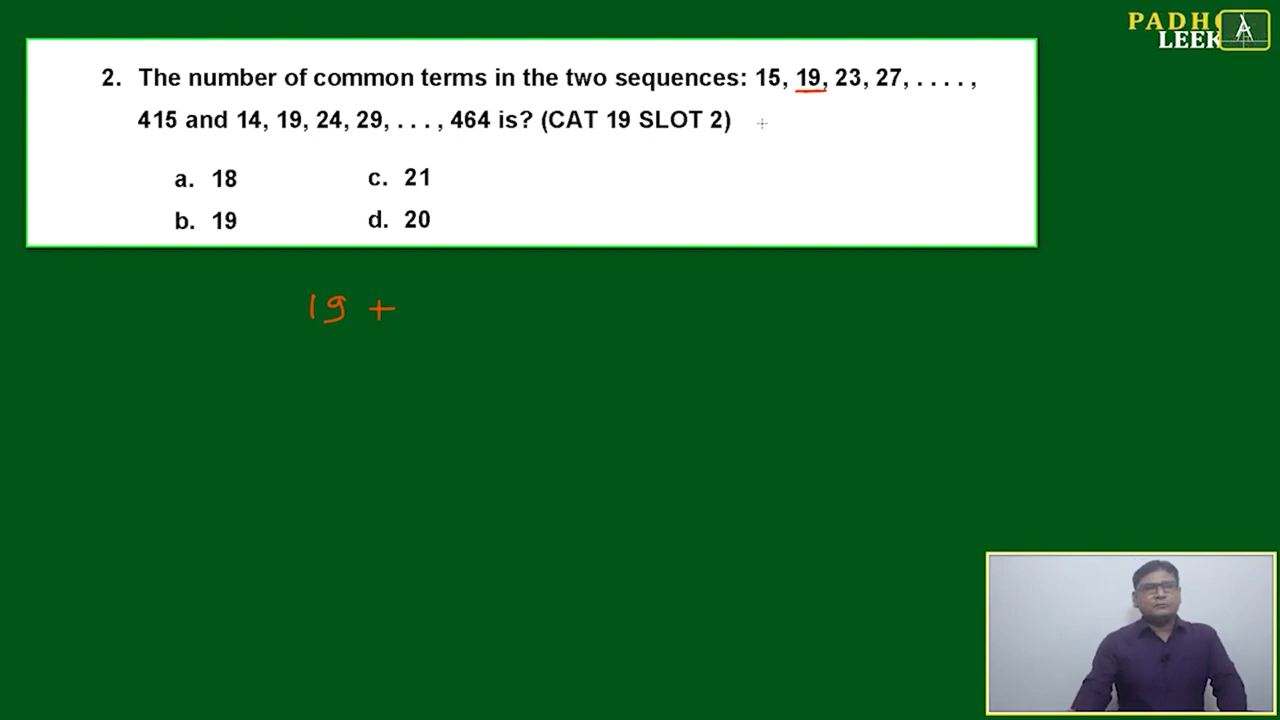 PADH
LEEK
2. The number of common terms in the two sequences: 15, 19, 23, 27, . . . . ,
415 and 14, 19, 24, 29, . . . , 464 is? (CAT 19 SLOT 2)
a. 18 c. 21
b. 19 d. 20
19 +